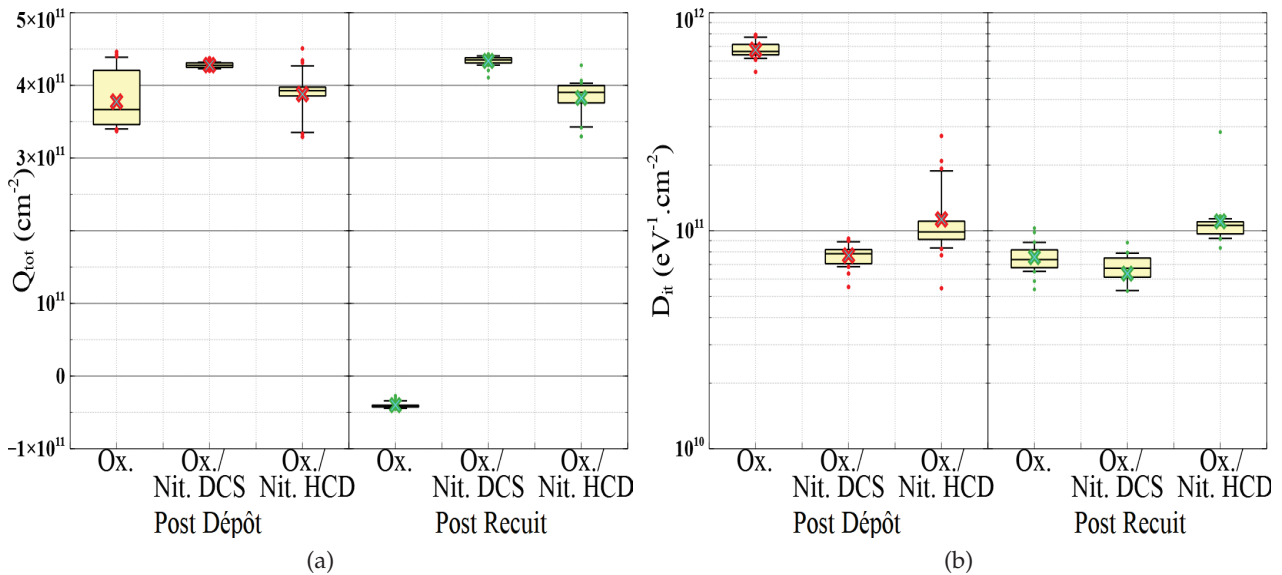 Q_tot (cm⁻²)
5×10¹¹
4×10¹¹
3×10¹¹
10¹¹
0
-1×10¹¹
Ox. Ox./ Ox./ Ox. Ox./ Ox./
Nit. DCS Nit. HCD Nit. DCS Nit. HCD
Post Dépôt Post Recuit
(a)
D_it (eV⁻¹.cm⁻²)
10¹²
10¹¹
10¹⁰
Ox. Ox./ Ox./ Ox. Ox./ Ox./
Nit. DCS Nit. HCD Nit. DCS Nit. HCD
Post Dépôt Post Recuit
(b)